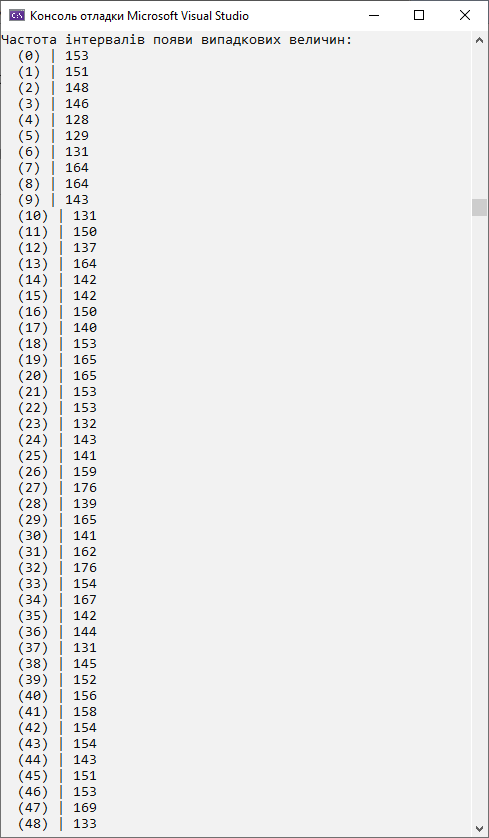 Консоль отладки Microsoft Visual Studio
Частота інтервалів появи випадкових величин:
(0) | 153
(1) | 151
(2) | 148
(3) | 146
(4) | 128
(5) | 129
(6) | 131
(7) | 164
(8) | 164
(9) | 143
(10) | 131
(11) | 150
(12) | 137
(13) | 164
(14) | 142
(15) | 142
(16) | 150
(17) | 140
(18) | 153
(19) | 165
(20) | 165
(21) | 153
(22) | 153
(23) | 132
(24) | 143
(25) | 141
(26) | 159
(27) | 176
(28) | 139
(29) | 165
(30) | 141
(31) | 162
(32) | 176
(33) | 154
(34) | 167
(35) | 142
(36) | 144
(37) | 131
(38) | 145
(39) | 152
(40) | 156
(41) | 158
(42) | 154
(43) | 154
(44) | 143
(45) | 151
(46) | 153
(47) | 169
(48) | 133